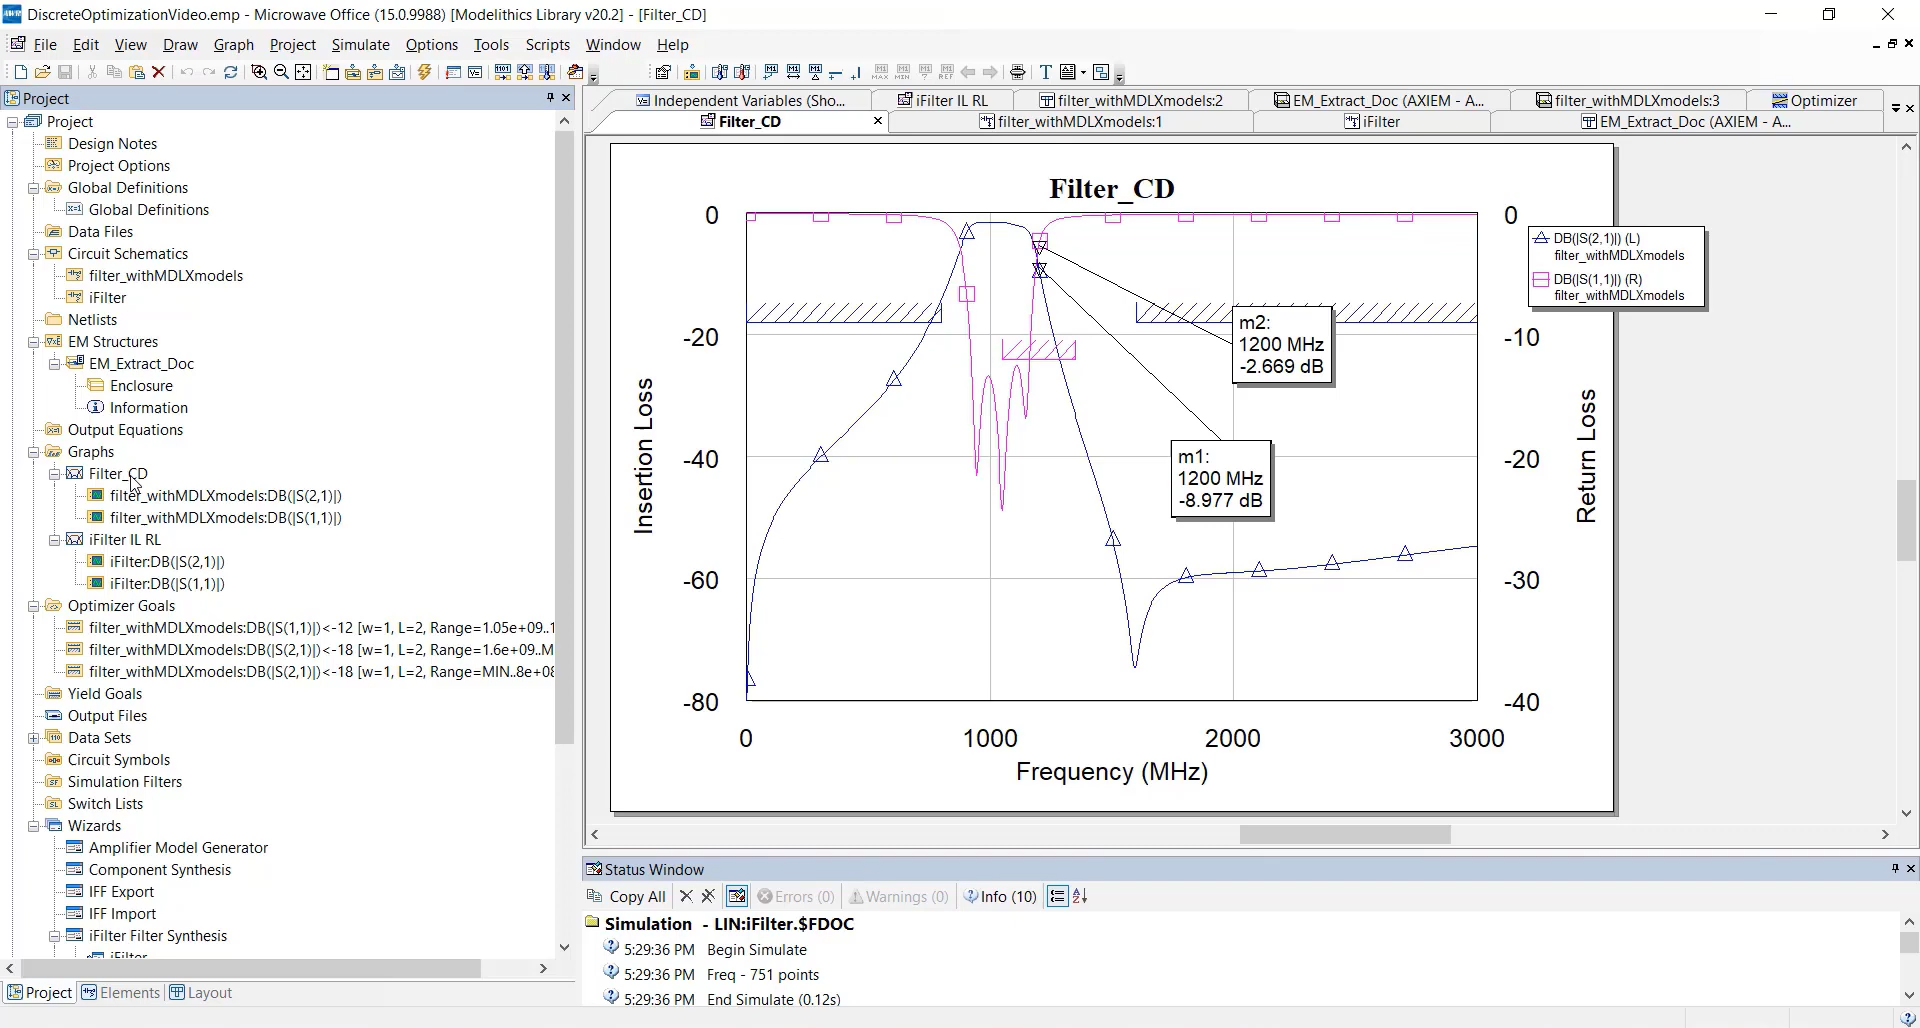 DiscreteOptimizationVideo.emp - Microwave Office (15.0.9988) [Modelithics Library v20.2] - [Filter_CD]
File Edit View Draw Graph Project Simulate Options Tools Scripts Window Help
Project
Project
Design Notes
Project Options
Global Definitions
Global Definitions
Data Files
Circuit Schematics
filter_withMDLXmodels
iFilter
Netlists
EM Structures
EM_Extract_Doc
Enclosure
Information
Output Equations
Graphs
Filter_CD
filter_withMDLXmodels:DB(|S(2,1)|)
filter_withMDLXmodels:DB(|S(1,1)|)
iFilter IL RL
iFilter:DB(|S(2,1)|)
iFilter:DB(|S(1,1)|)
Optimizer Goals
filter_withMDLXmodels:DB(|S(1,1)|)<-12 [w=1, L=2, Range=1.05e+09..1
filter_withMDLXmodels:DB(|S(2,1)|)<-18 [w=1, L=2, Range=1.6e+09..M
filter_withMDLXmodels:DB(|S(2,1)|)<-18 [w=1, L=2, Range=MIN..8e+08
Yield Goals
Output Files
Data Sets
Circuit Symbols
Simulation Filters
Switch Lists
Wizards
Amplifier Model Generator
Component Synthesis
IFF Export
IFF Import
iFilter Filter Synthesis
iFilter
Project Elements Layout
Independent Variables (Sho... iFilter IL RL filter_withMDLXmodels:2 EM_Extract_Doc (AXIEM - A... filter_withMDLXmodels:3 Optimizer
Filter_CD filter_withMDLXmodels:1 iFilter EM_Extract_Doc (AXIEM - A...
Filter_CD
0
-20
-40
-60
-80
Insertion Loss
0
-10
-20
-30
-40
Return Loss
0 1000 2000 3000
Frequency (MHz)
m2:
1200 MHz
-2.669 dB
m1:
1200 MHz
-8.977 dB
DB(|S(2,1)|) (L)
filter_withMDLXmodels
DB(|S(1,1)|) (R)
filter_withMDLXmodels
Status Window
Copy All Errors (0) Warnings (0) Info (10)
Simulation - LIN:iFilter.$FDOC
5:29:36 PM Begin Simulate
5:29:36 PM Freq - 751 points
5:29:36 PM End Simulate (0.12s)